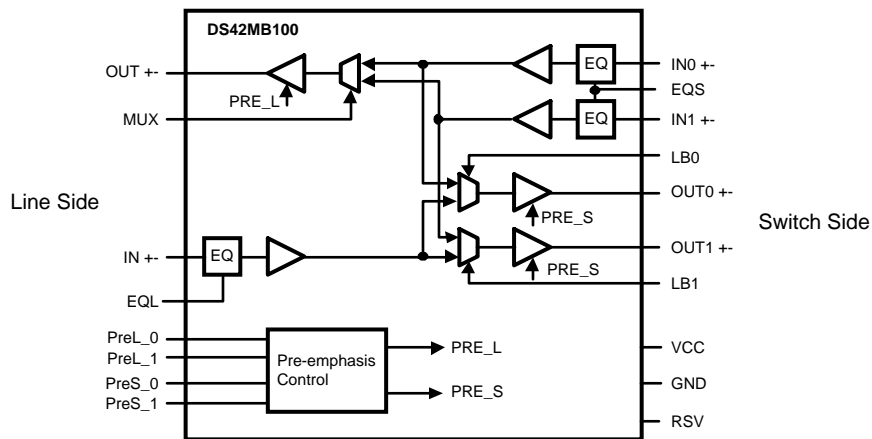 DS42MB100
OUT +-
PRE_L
MUX
EQ
IN0 +-
EQS
EQ
IN1 +-
LB0
OUT0 +-
PRE_S
Line Side
Switch Side
IN +-
EQ
OUT1 +-
PRE_S
EQL
LB1
PreL_0
PreL_1
PreS_0
PreS_1
Pre-emphasis
Control
PRE_L
PRE_S
VCC
GND
RSV